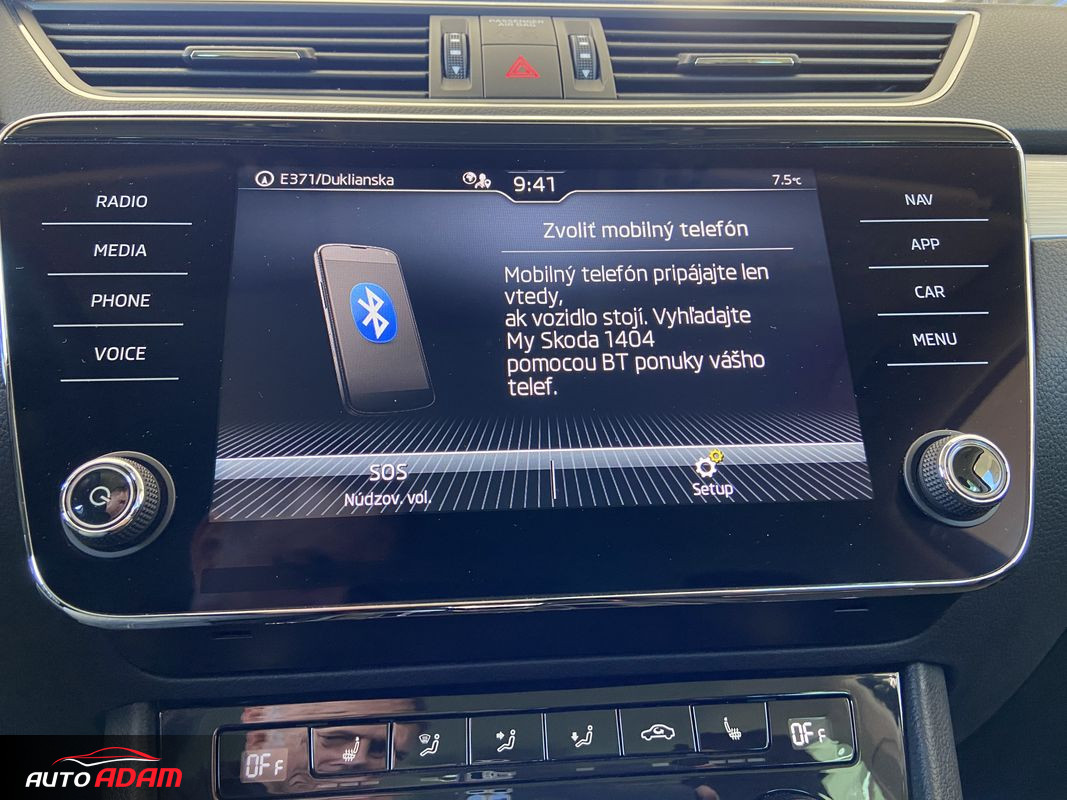 PASSENGER
AIR BAG
E371/Duklianska
9:41
7.5°C
RADIO
MEDIA
PHONE
VOICE
Zvoliť mobilný telefón
Mobilný telefón pripájajte len
vtedy,
ak vozidlo stojí. Vyhľadajte
My Skoda 1404
pomocou BT ponuky vášho
telef.
NAV
APP
CAR
MENU
SOS
Núdzov. vol.
Setup
OFF
OFF
AUTO ADAM